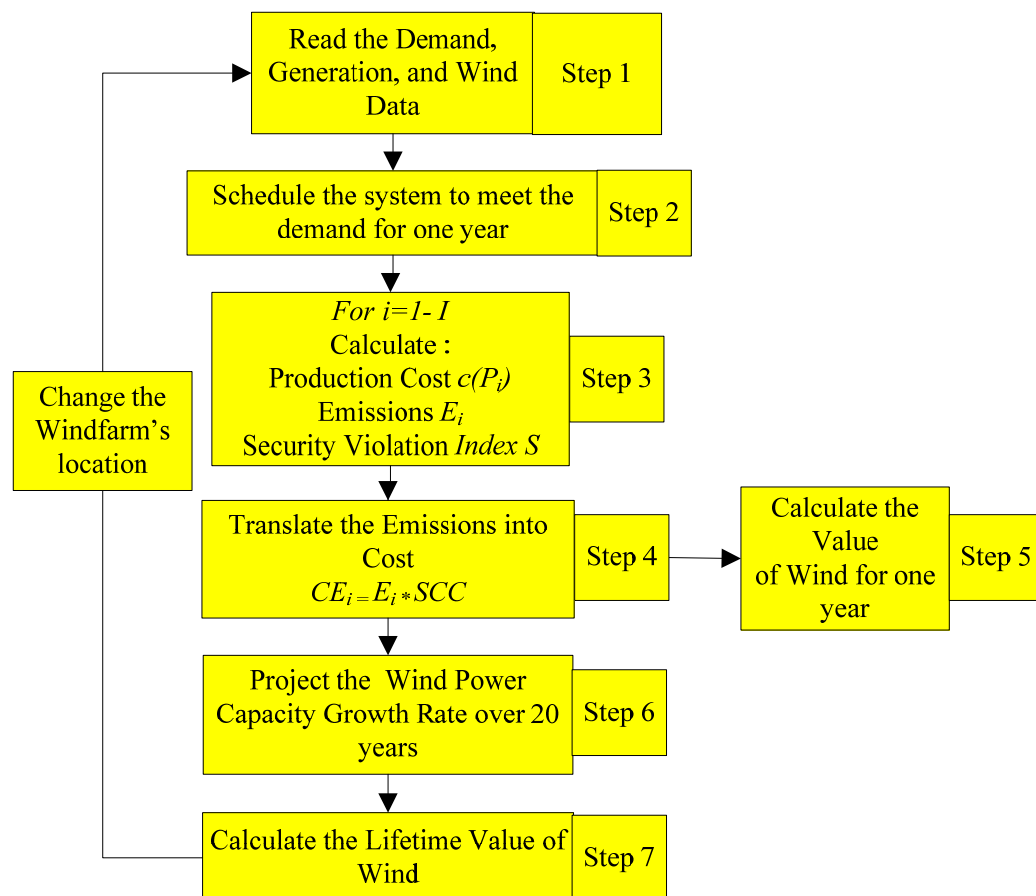 Read the Demand,
Generation, and Wind
Data
Step 1
Schedule the system to meet the
demand for one year
Step 2
For i=1- I
Calculate :
Production Cost c(Pi)
Emissions Ei
Security Violation Index S
Step 3
Change the
Windfarm's
location
Translate the Emissions into
Cost
CEi = Ei * SCC
Step 4
Calculate the
Value
of Wind for one
year
Step 5
Project the Wind Power
Capacity Growth Rate over 20
years
Step 6
Calculate the Lifetime Value of
Wind
Step 7